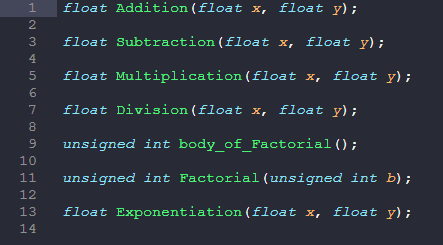 1 float Addition(float x, float y);
2
3 float Subtraction(float x, float y);
4
5 float Multiplication(float x, float y);
6
7 float Division(float x, float y);
8
9 unsigned int body_of_Factorial();
10
11 unsigned int Factorial(unsigned int b);
12
13 float Exponentiation(float x, float y);
14